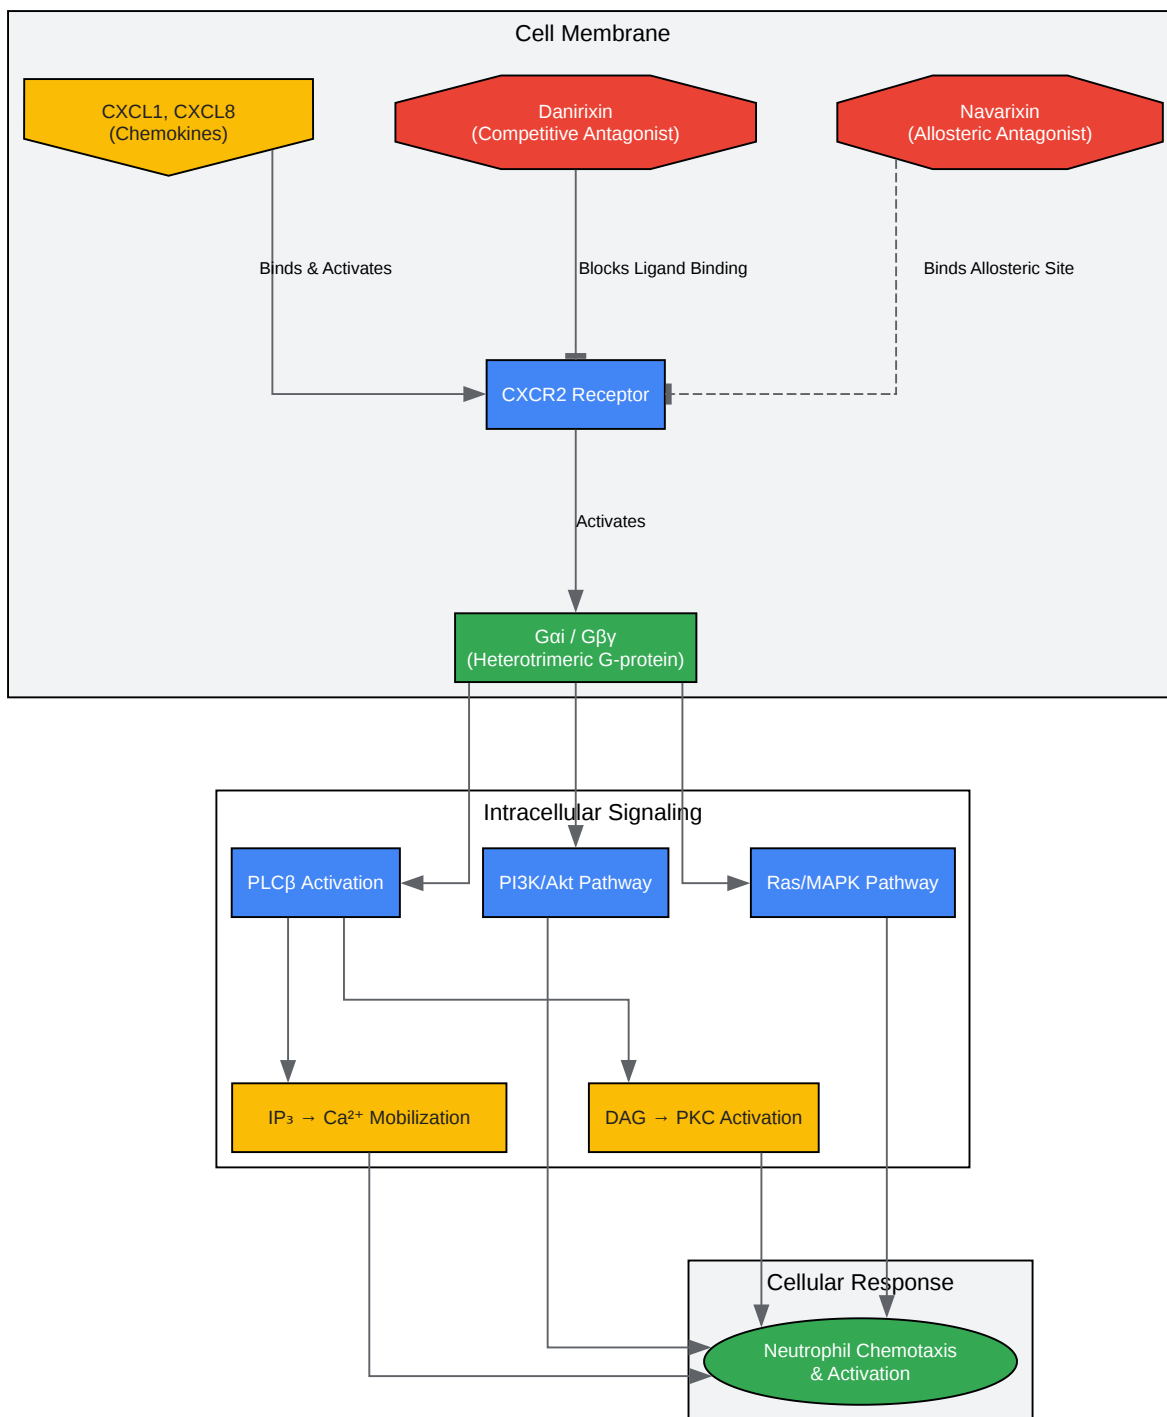 Cell Membrane
CXCL1, CXCL8
(Chemokines)
Danirixin
(Competitive Antagonist)
Navarixin
(Allosteric Antagonist)
Binds & Activates
Blocks Ligand Binding
Binds Allosteric Site
CXCR2 Receptor
Activates
Gαi / Gβγ
(Heterotrimeric G-protein)
Intracellular Signaling
PLCβ Activation
PI3K/Akt Pathway
Ras/MAPK Pathway
IP₃ → Ca²⁺ Mobilization
DAG → PKC Activation
Cellular Response
Neutrophil Chemotaxis
& Activation